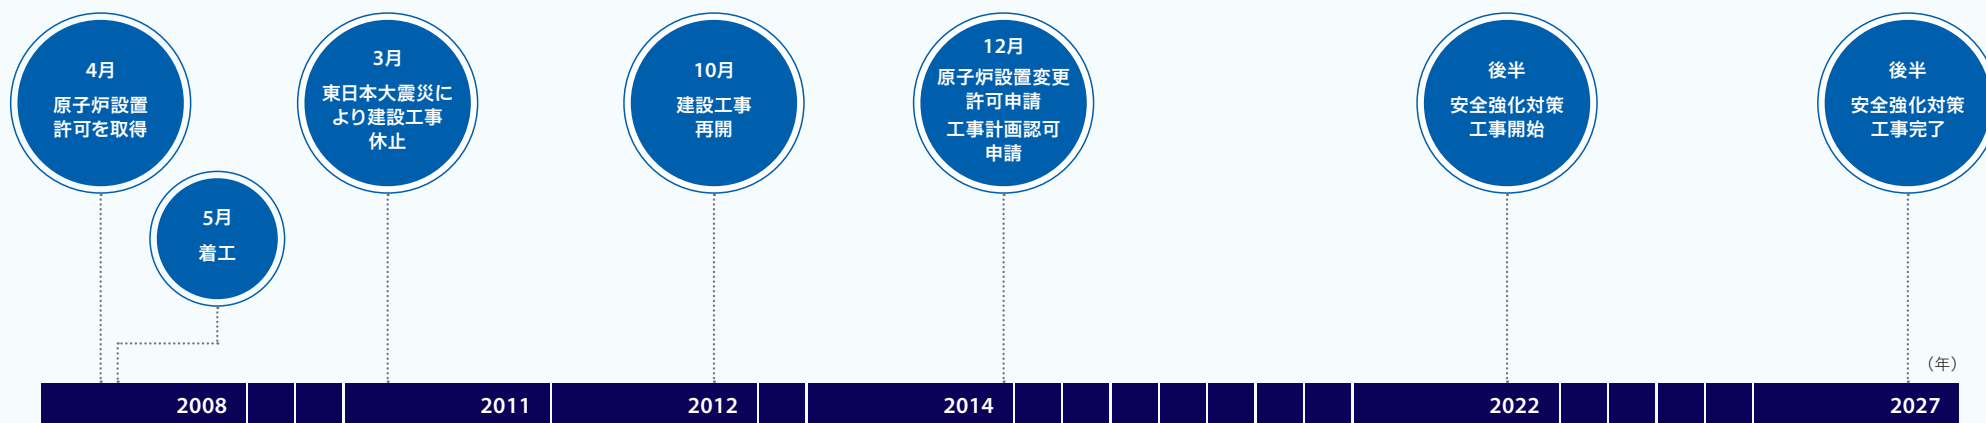 4月
原子炉設置
許可を取得
5月
着工
3月
東日本大震災に
より建設工事
休止
10月
建設工事
再開
12月
原子炉設置変更
許可申請
工事計画認可
申請
後半
安全強化対策
工事開始
後半
安全強化対策
工事完了
（年）
2008
2011
2012
2014
2022
2027